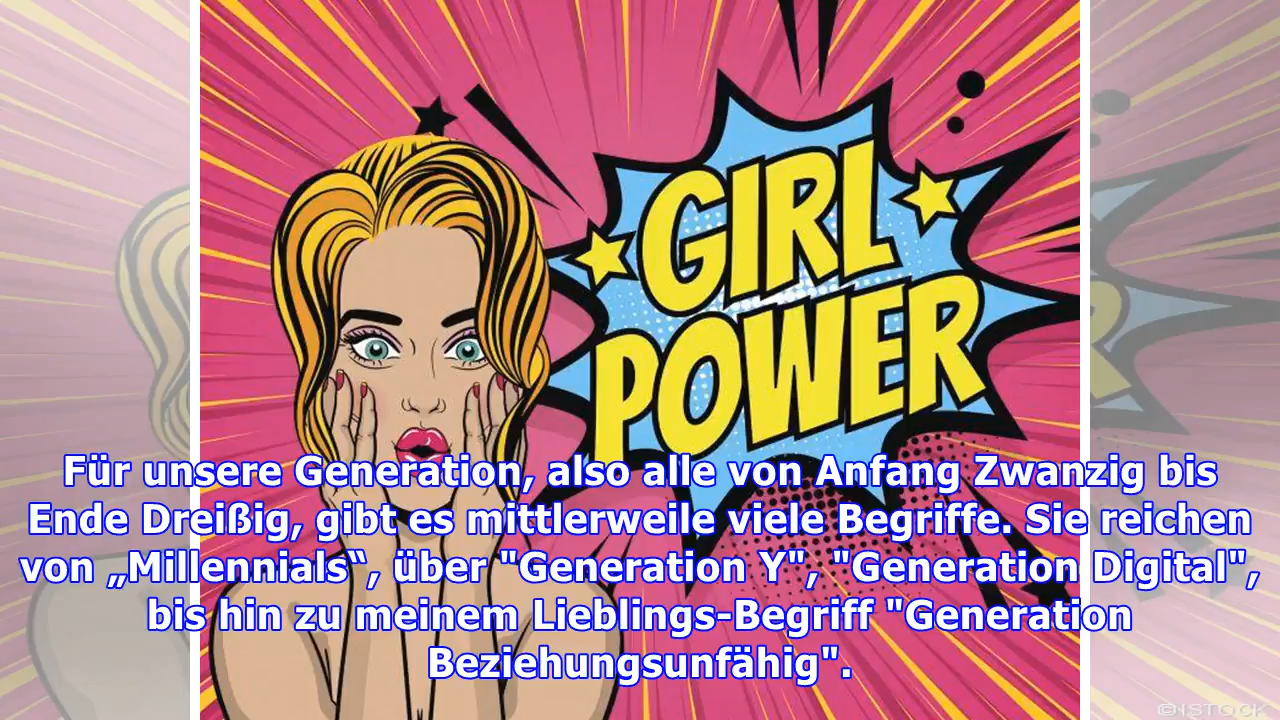 GIRL
POWER
Für unsere Generation, also alle von Anfang Zwanzig bis
Ende Dreißig, gibt es mittlerweile viele Begriffe. Sie reichen
von „Millennials“, über "Generation Y", "Generation Digital",
bis hin zu meinem Lieblings-Begriff "Generation
Beziehungsunfähig".
©ISTOCK